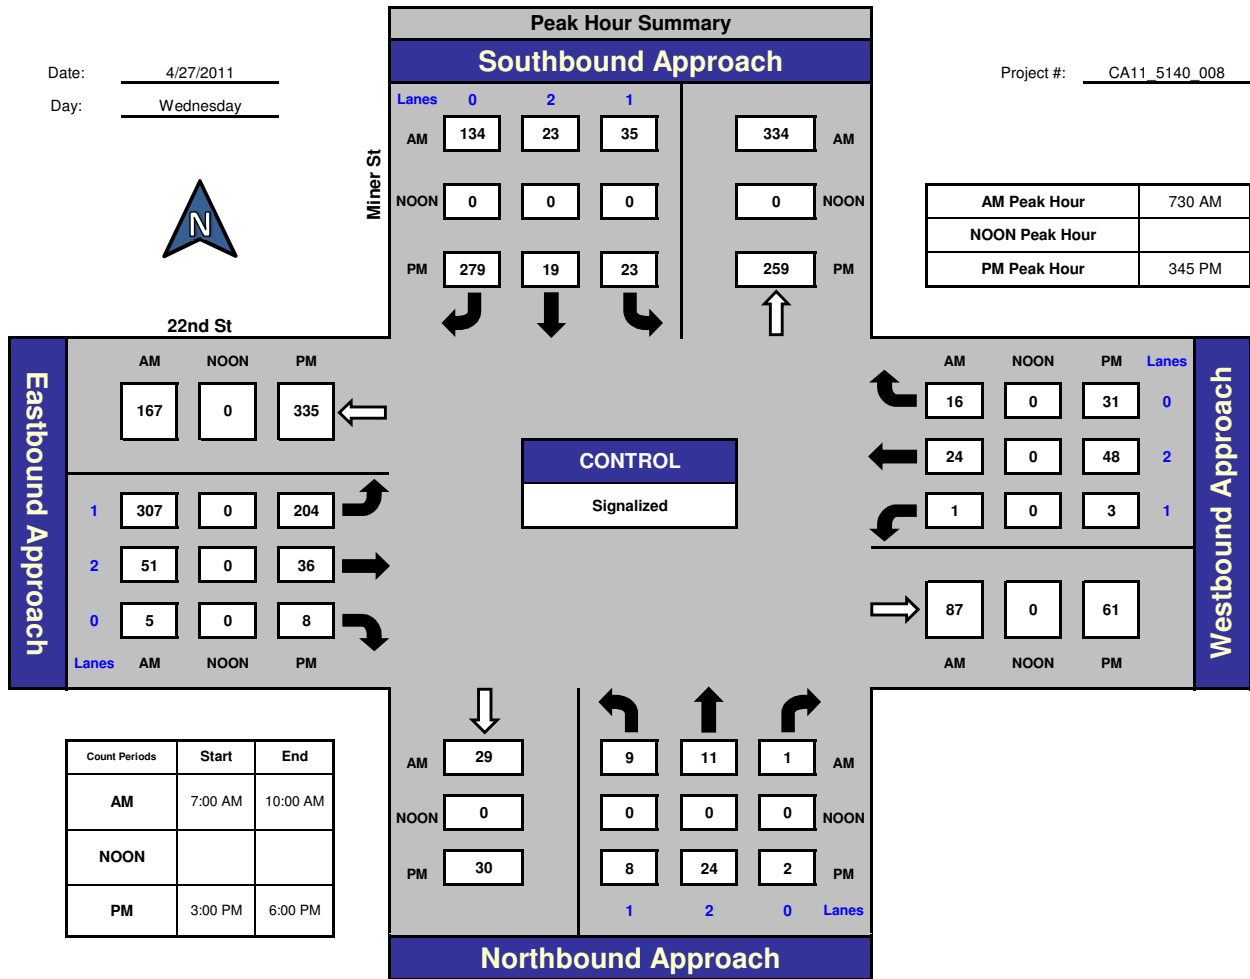 Peak Hour Summary
Southbound Approach
Date: 4/27/2011
Day: Wednesday
Project #: CA11_5140_008
Lanes 0 2 1
AM 134 23 35 334 AM
NOON 0 0 0 0 NOON
PM 279 19 23 259 PM
Miner St
N
AM Peak Hour 730 AM
NOON Peak Hour
PM Peak Hour 345 PM
22nd St
Eastbound Approach
AM NOON PM
167 0 335
1 307 0 204
2 51 0 36
0 5 0 8
Lanes AM NOON PM
CONTROL
Signalized
AM NOON PM Lanes
16 0 31 0
24 0 48 2
1 0 3 1
87 0 61
AM NOON PM
Westbound Approach
Count Periods Start End
AM 7:00 AM 10:00 AM
NOON
PM 3:00 PM 6:00 PM
AM 29 9 11 1 AM
NOON 0 0 0 0 NOON
PM 30 8 24 2 PM
1 2 0 Lanes
Northbound Approach